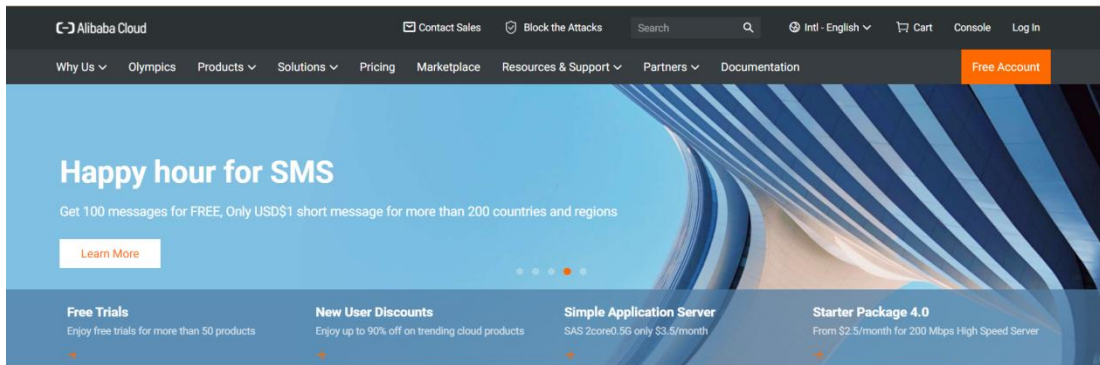 Alibaba Cloud
Contact Sales
Block the Attacks
Search
Intl - English
Cart
Console
Log In
Why Us
Olympics
Products
Solutions
Pricing
Marketplace
Resources & Support
Partners
Documentation
Free Account
Happy hour for SMS
Get 100 messages for FREE, Only USD$1 short message for more than 200 countries and regions
Learn More
Free Trials
Enjoy free trials for more than 50 products
New User Discounts
Enjoy up to 90% off on trending cloud products
Simple Application Server
SAS 2core0.5G only $3.5/month
Starter Package 4.0
From $2.5/month for 200 Mbps High Speed Server